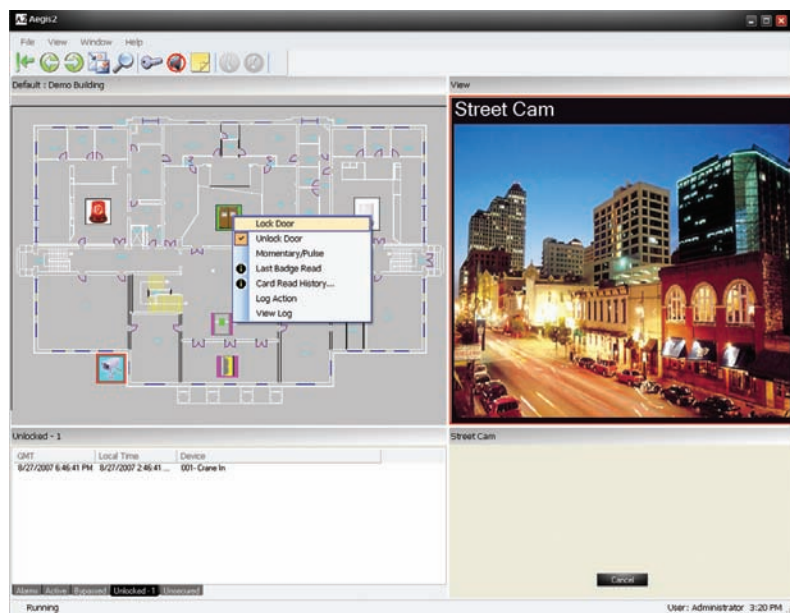 A2 Aegis2
File View Window Help
Default : Demo Building
View
Street Cam
Lock Door
Unlock Door
Momentary/Pulse
Last Badge Read
Card Read History...
Log Action
View Log
Unlocked - 1
Street Cam
GMT Local Time Device
8/27/2007 6:46:41 PM 8/27/2007 2:46:41 ... 001- Crane In
Cancel
Alarms Active Bypassed Unlocked - 1 Unsecured
Running
User: Administrator 3:20 PM